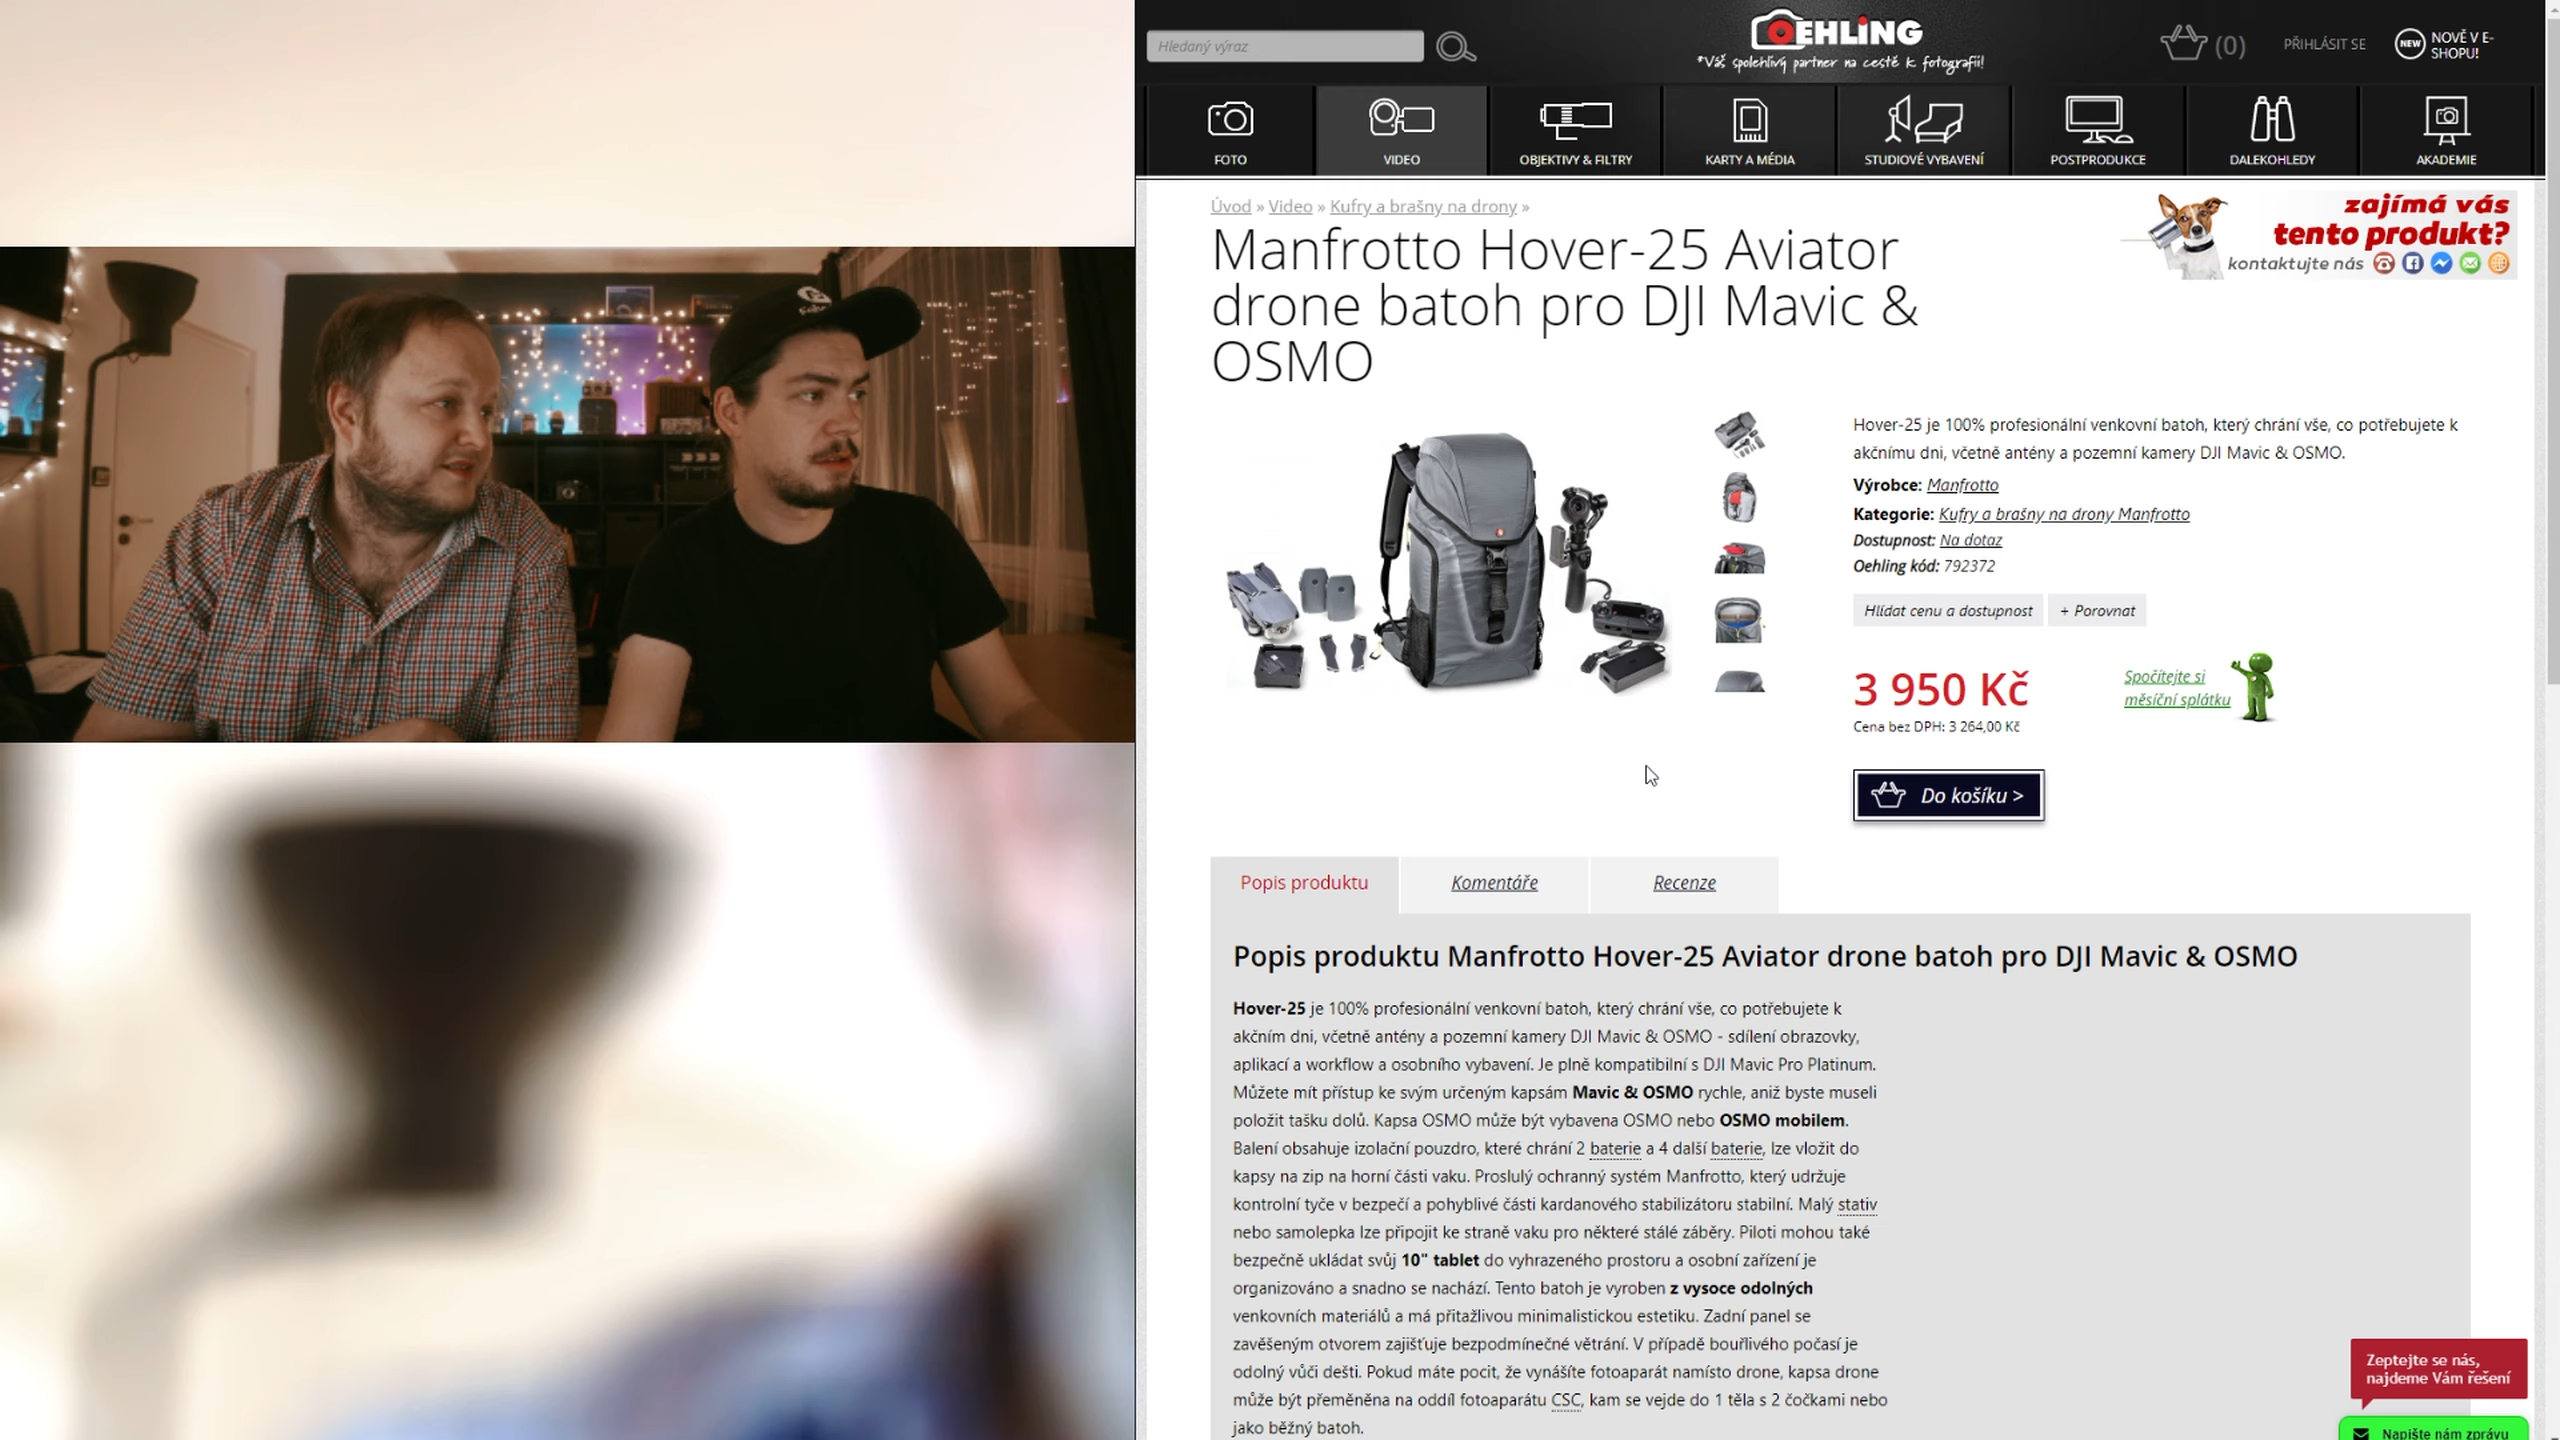 Hledaný výraz
OEHLING
*Váš spolehlivý partner na cestě k fotografii!
(0)
PŘIHLÁSIT SE
NEW
NOVĚ V E-
SHOPU!
FOTO
VIDEO
OBJEKTIVY & FILTRY
KARTY A MÉDIA
STUDIOVÉ VYBAVENÍ
POSTPRODUKCE
DALEKOHLEDY
AKADEMIE
Úvod » Video » Kufry a brašny na drony »
zajímá vás
tento produkt?
kontaktujte nás
Manfrotto Hover-25 Aviator
drone batoh pro DJI Mavic &
OSMO
Hover-25 je 100% profesionální venkovní batoh, který chrání vše, co potřebujete k
akčnímu dni, včetně antény a pozemní kamery DJI Mavic & OSMO.
Výrobce: Manfrotto
Kategorie: Kufry a brašny na drony Manfrotto
Dostupnost: Na dotaz
Oehling kód: 792372
Hlídat cenu a dostupnost
+ Porovnat
3 950 Kč
Cena bez DPH: 3 264,00 Kč
Spočítejte si
měsíční splátku
Do košíku >
Popis produktu
Komentáře
Recenze
Popis produktu Manfrotto Hover-25 Aviator drone batoh pro DJI Mavic & OSMO
Hover-25 je 100% profesionální venkovní batoh, který chrání vše, co potřebujete k
akčním dni, včetně antény a pozemní kamery DJI Mavic & OSMO - sdílení obrazovky,
aplikací a workflow a osobního vybavení. Je plně kompatibilní s DJI Mavic Pro Platinum.
Můžete mít přístup ke svým určeným kapsám Mavic & OSMO rychle, aniž byste museli
položit tašku dolů. Kapsa OSMO může být vybavena OSMO nebo OSMO mobilem.
Balení obsahuje izolační pouzdro, které chrání 2 baterie a 4 další baterie, lze vložit do
kapsy na zip na horní části vaku. Proslulý ochranný systém Manfrotto, který udržuje
kontrolní tyče v bezpečí a pohyblivé části kardanového stabilizátoru stabilní. Malý stativ
nebo samolepka lze připojit ke straně vaku pro některé stálé záběry. Piloti mohou také
bezpečně ukládat svůj 10" tablet do vyhrazeného prostoru a osobní zařízení je
organizováno a snadno se nachází. Tento batoh je vyroben z vysoce odolných
venkovních materiálů a má přitažlivou minimalistickou estetiku. Zadní panel se
zavěšeným otvorem zajišťuje bezpodmínečné větrání. V případě bouřlivého počasí je
odolný vůči dešti. Pokud máte pocit, že vynášíte fotoaparát namísto drone, kapsa drone
může být přeměněna na oddíl fotoaparátu CSC, kam se vejde do 1 těla s 2 čočkami nebo
jako běžný batoh.
Zeptejte se nás,
najdeme Vám řešení
Napište nám zprávu